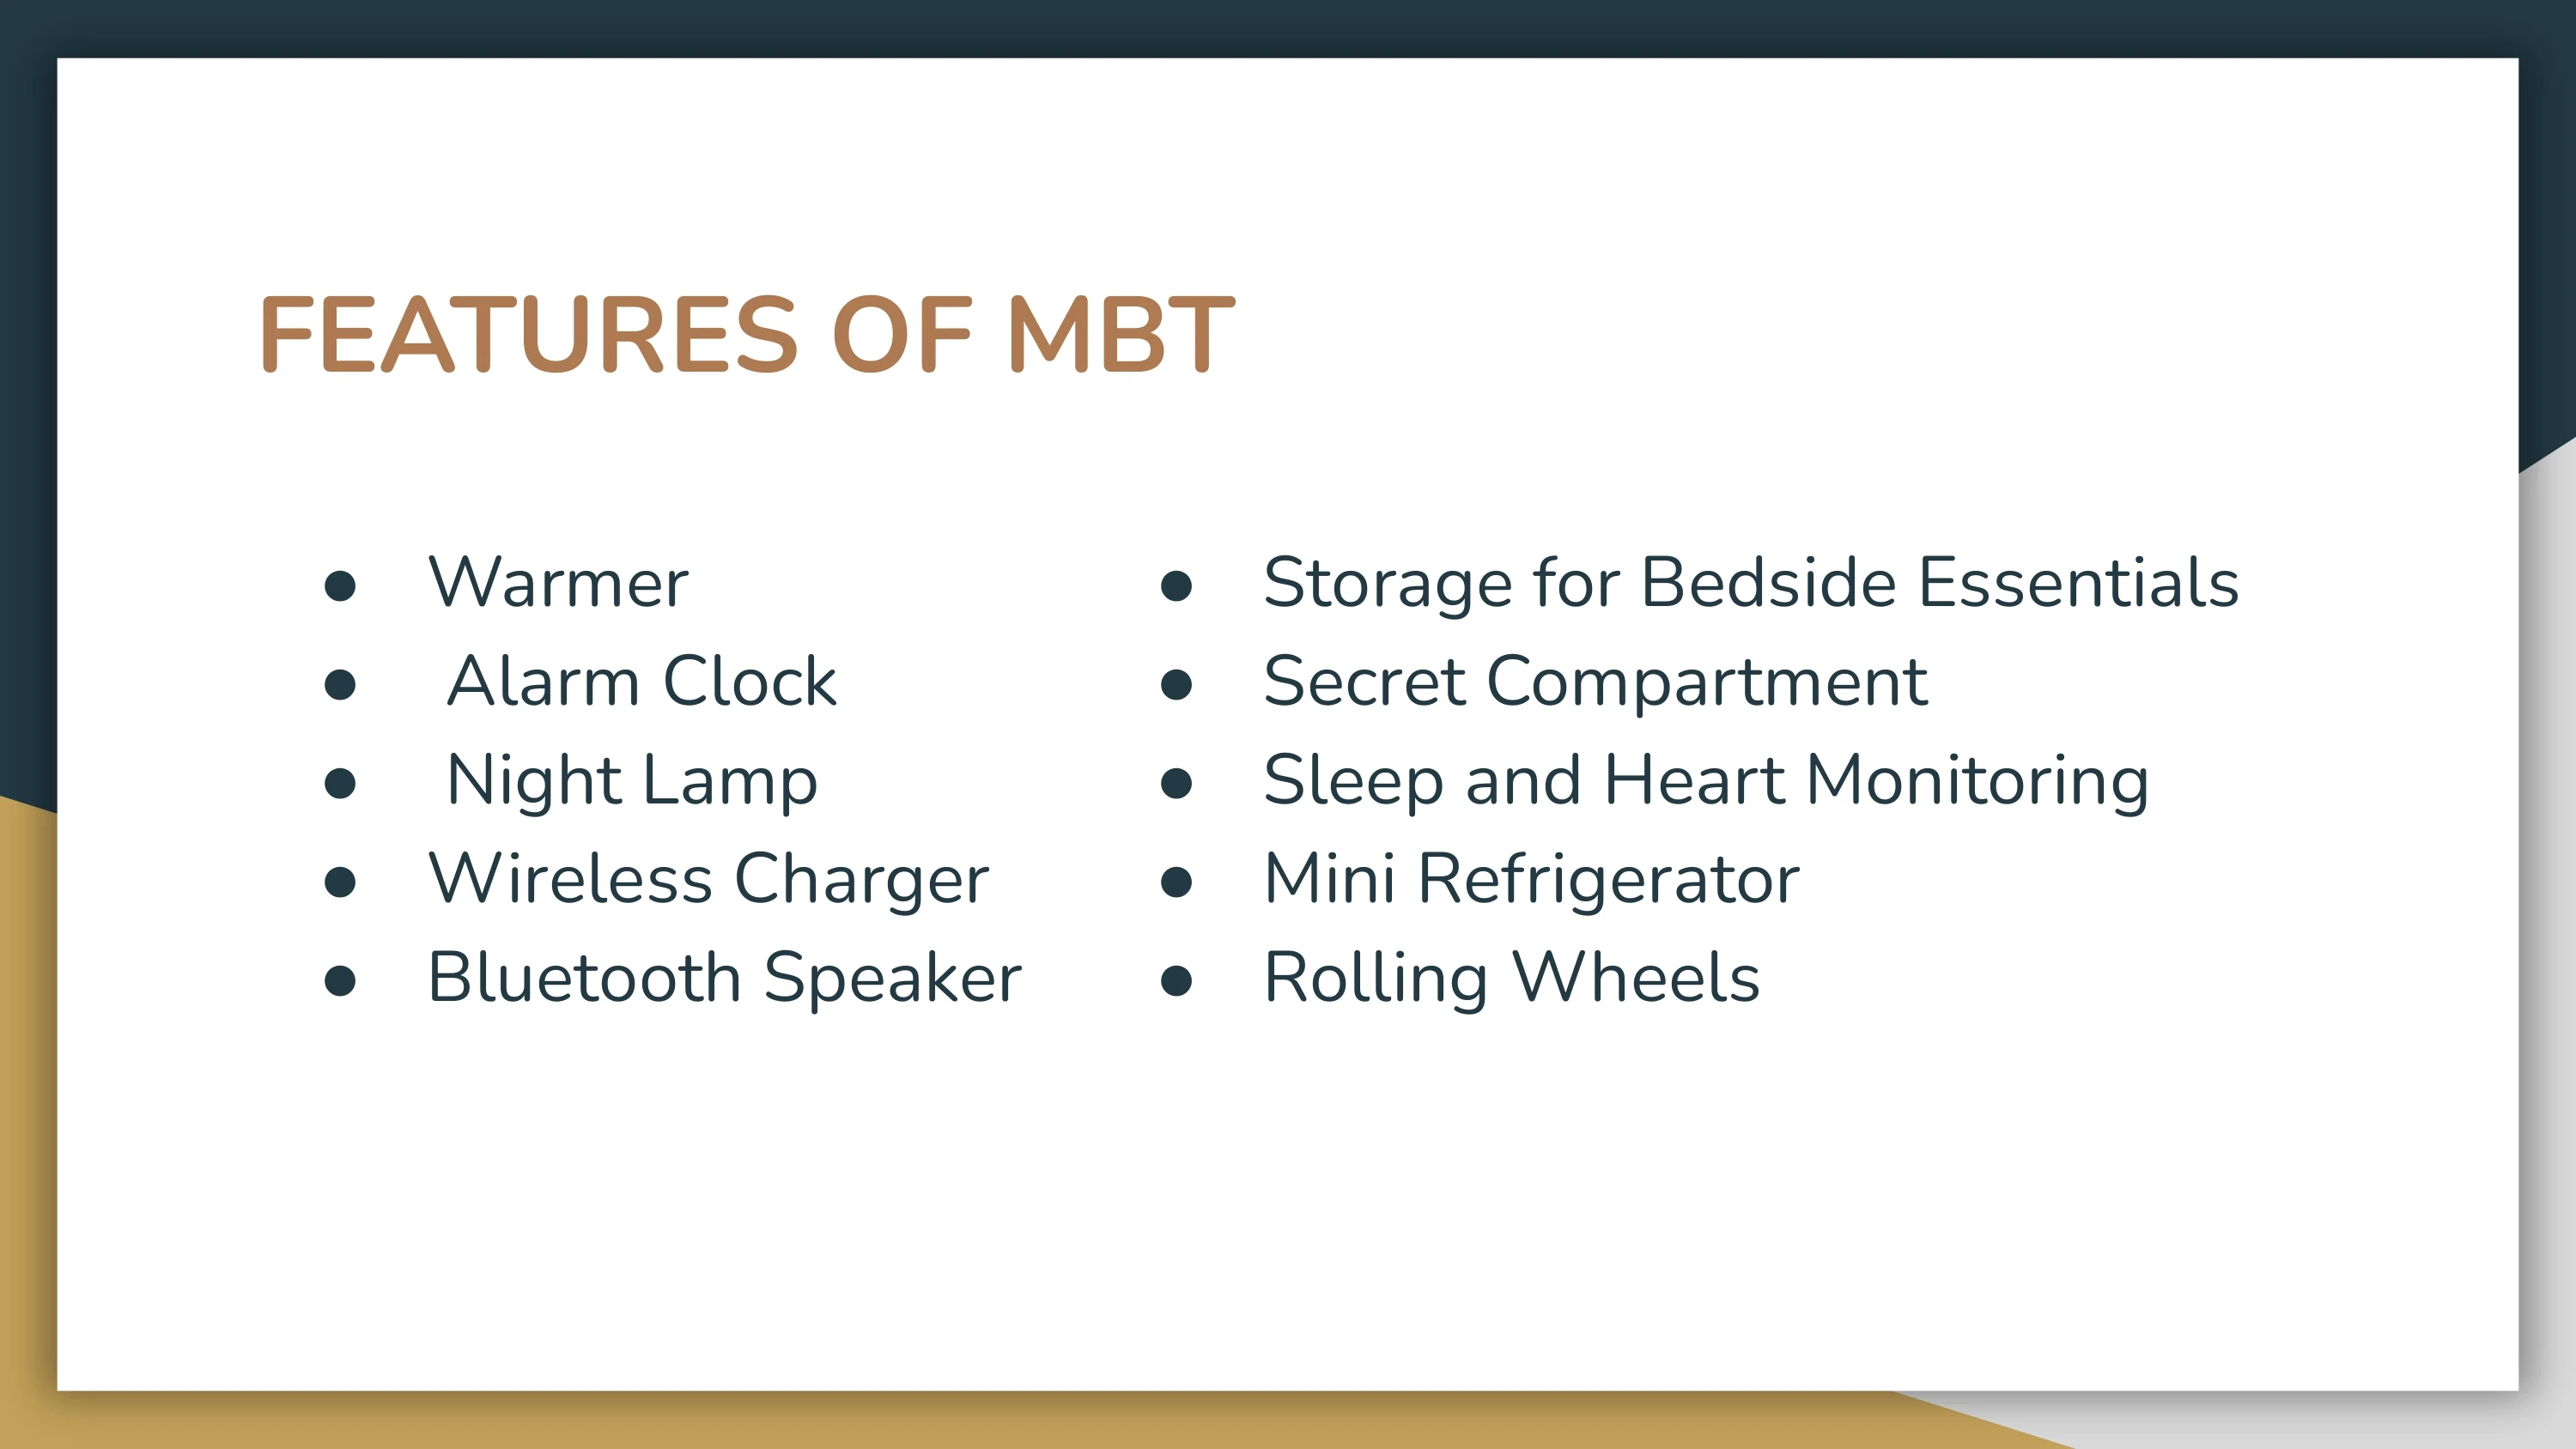 FEATURES OF MBT
● Warmer
● Alarm Clock
● Night Lamp
● Wireless Charger
● Bluetooth Speaker
● Storage for Bedside Essentials
● Secret Compartment
● Sleep and Heart Monitoring
● Mini Refrigerator
● Rolling Wheels